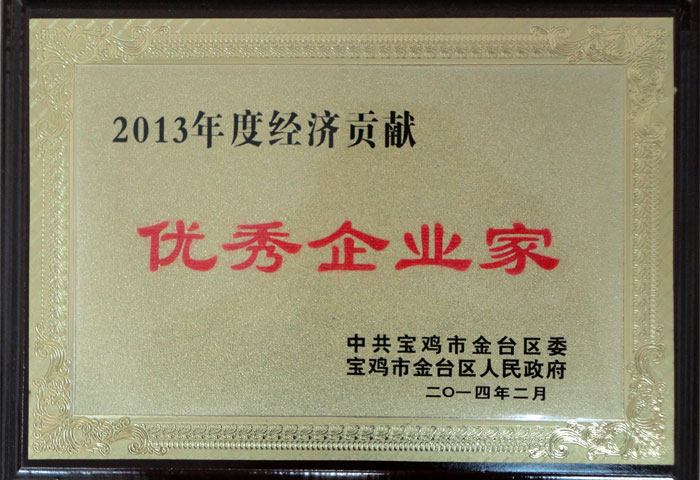 2013年度经济贡献
优秀企业家
中共宝鸡市金台区委
宝鸡市金台区人民政府
二〇一四年二月